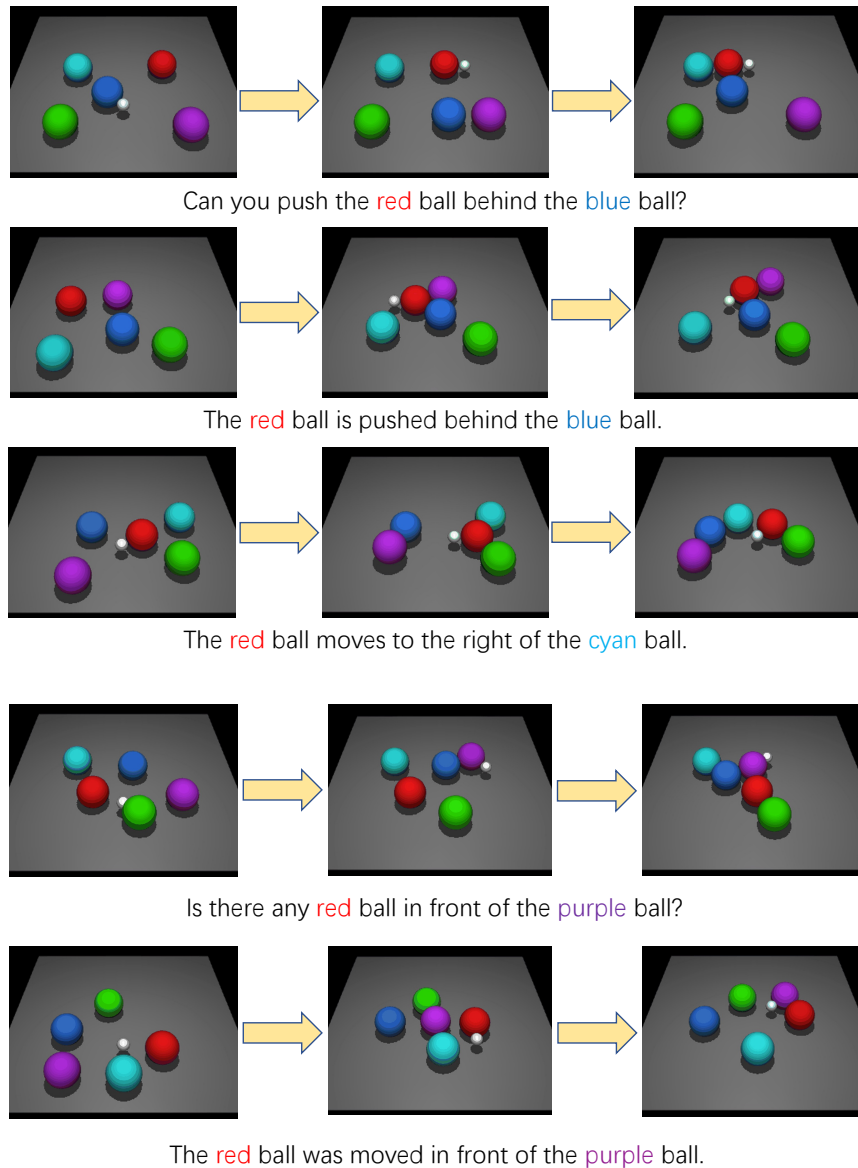 Can you push the red ball behind the blue ball?
The red ball is pushed behind the blue ball.
The red ball moves to the right of the cyan ball.
Is there any red ball in front of the purple ball?
The red ball was moved in front of the purple ball.